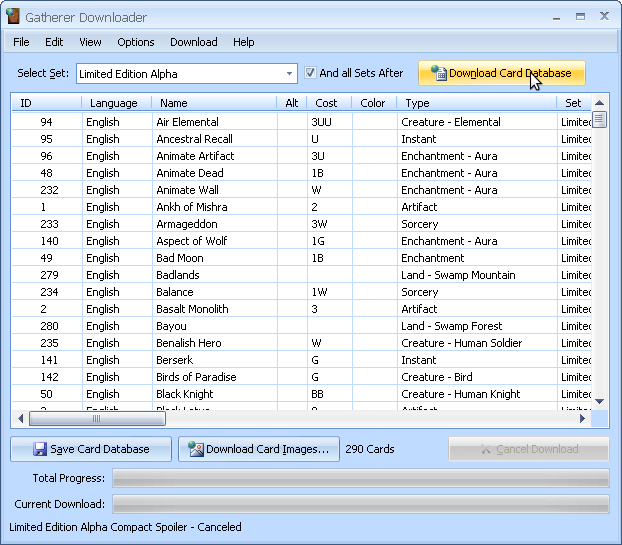 Gatherer Downloader
File Edit View Options Download Help
Select Set: Limited Edition Alpha And all Sets After Download Card Database
ID Language Name Alt Cost Color Type Set
94 English Air Elemental 3UU Creature - Elemental Limited
95 English Ancestral Recall U Instant Limited
96 English Animate Artifact 3U Enchantment - Aura Limited
48 English Animate Dead 1B Enchantment - Aura Limited
232 English Animate Wall W Enchantment - Aura Limited
1 English Ankh of Mishra 2 Artifact Limited
233 English Armageddon 3W Sorcery Limited
140 English Aspect of Wolf 1G Enchantment - Aura Limited
49 English Bad Moon 1B Enchantment Limited
279 English Badlands Land - Swamp Mountain Limited
234 English Balance 1W Sorcery Limited
2 English Basalt Monolith 3 Artifact Limited
280 English Bayou Land - Swamp Forest Limited
235 English Benalish Hero W Creature - Human Soldier Limited
141 English Berserk G Instant Limited
142 English Birds of Paradise G Creature - Bird Limited
50 English Black Knight BB Creature - Human Knight Limited
English Black Lotus 0 Artifact Limited
Save Card Database Download Card Images... 290 Cards Cancel Download
Total Progress:
Current Download:
Limited Edition Alpha Compact Spoiler - Canceled